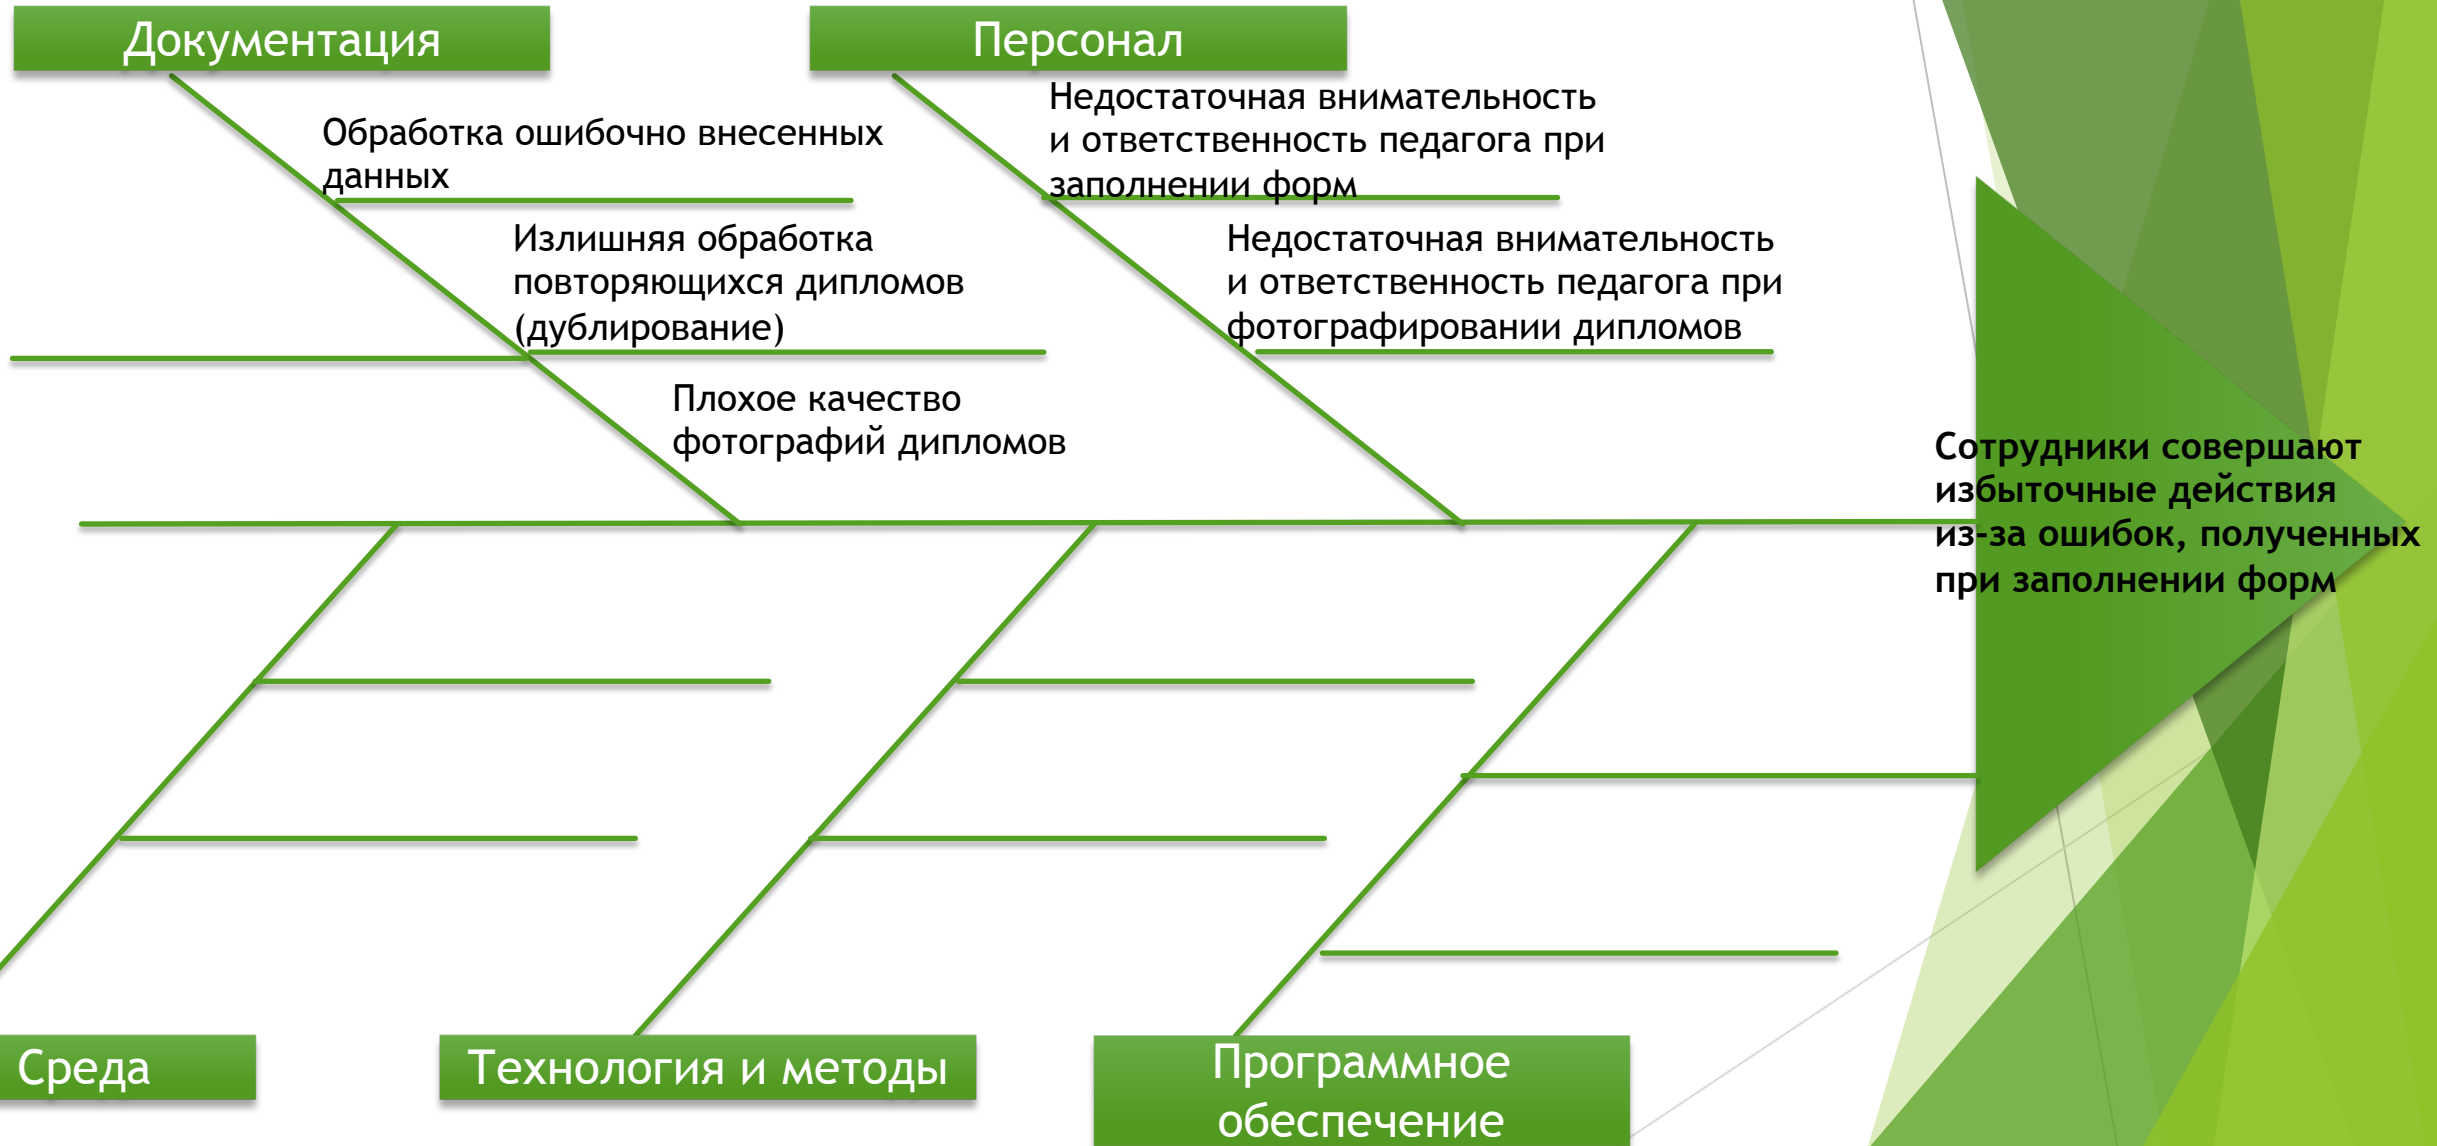 Документация
Персонал
Обработка ошибочно внесенных
данных
Излишняя обработка
повторяющихся дипломов
(дублирование)
Плохое качество
фотографий дипломов
Недостаточная внимательность
и ответственность педагога при
заполнении форм
Недостаточная внимательность
и ответственность педагога при
фотографировании дипломов
Сотрудники совершают
избыточные действия
из-за ошибок, полученных
при заполнении форм
Среда
Технология и методы
Программное
обеспечение